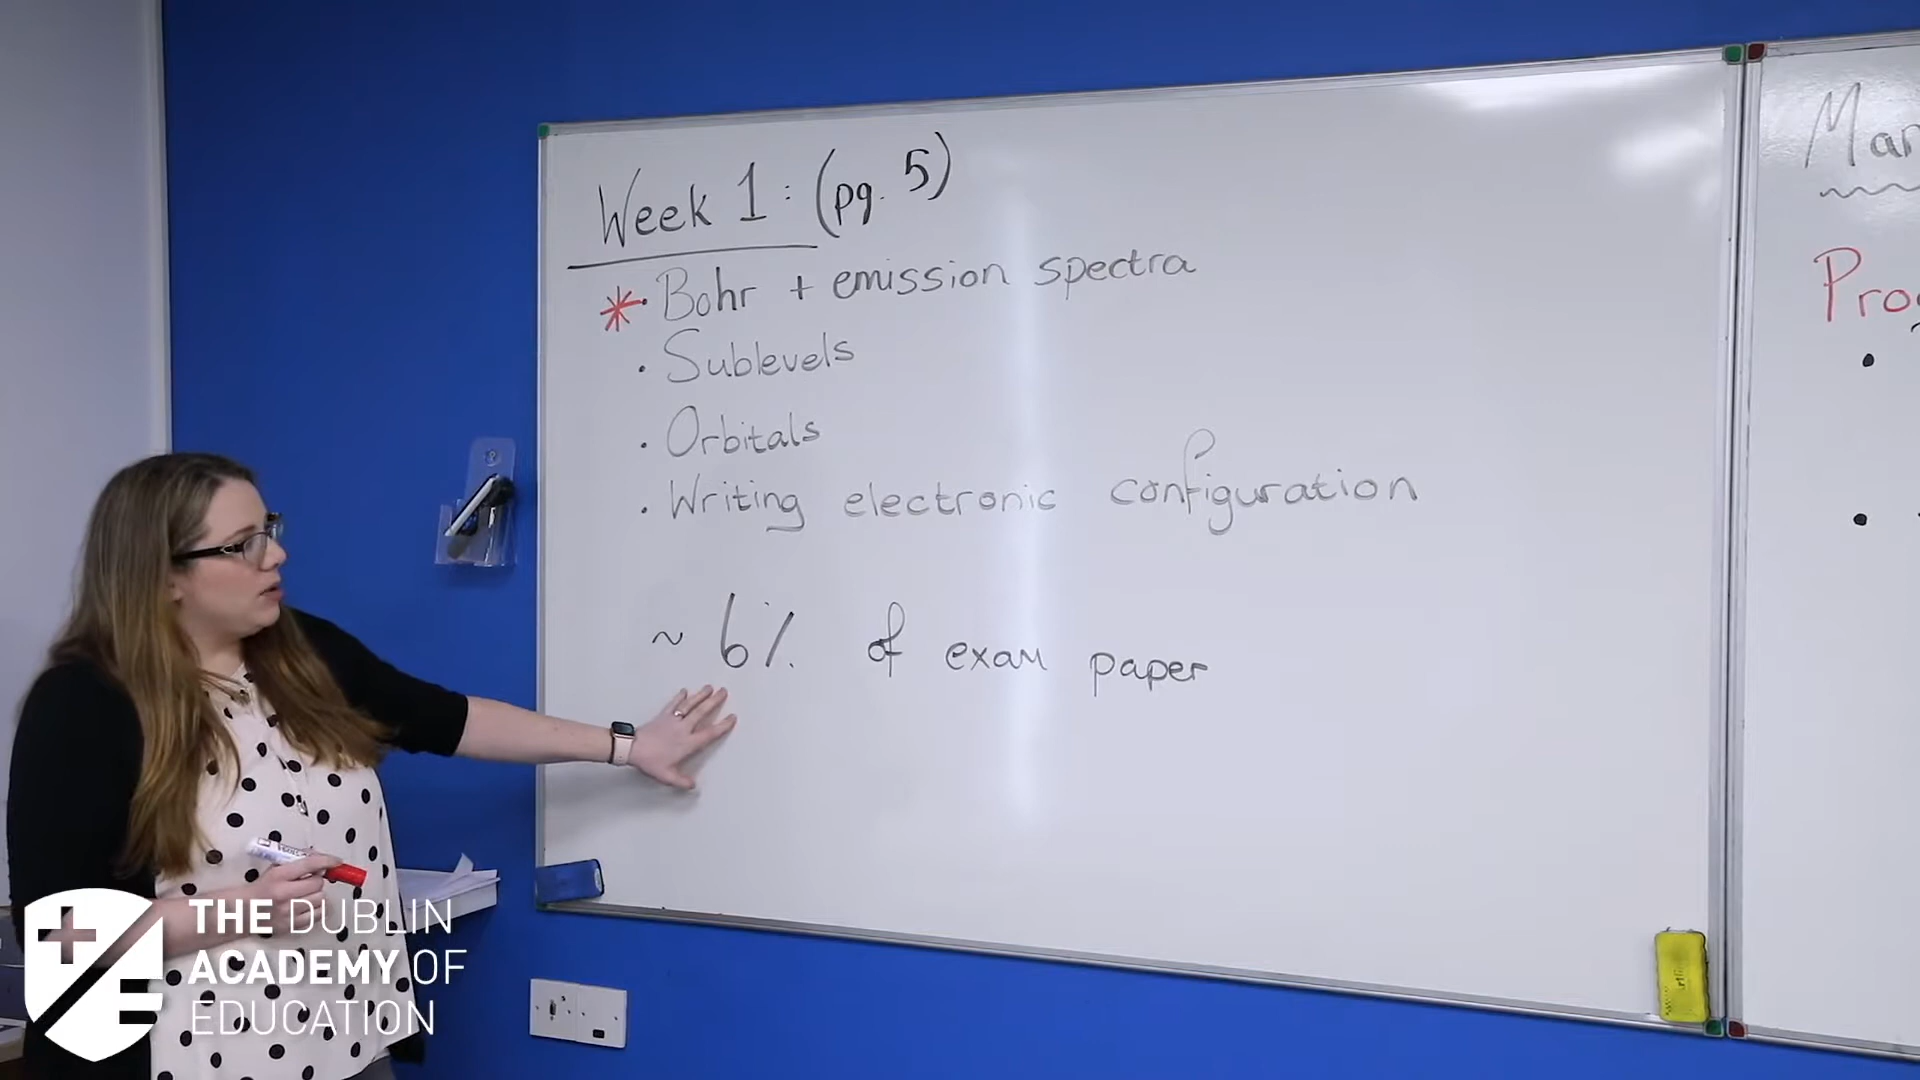 Week 1: (pg. 5)
* • Bohr + emission spectra
• Sublevels
• Orbitals
• Writing electronic configuration
~ 6% of exam paper
THE DUBLIN
ACADEMY OF
EDUCATION